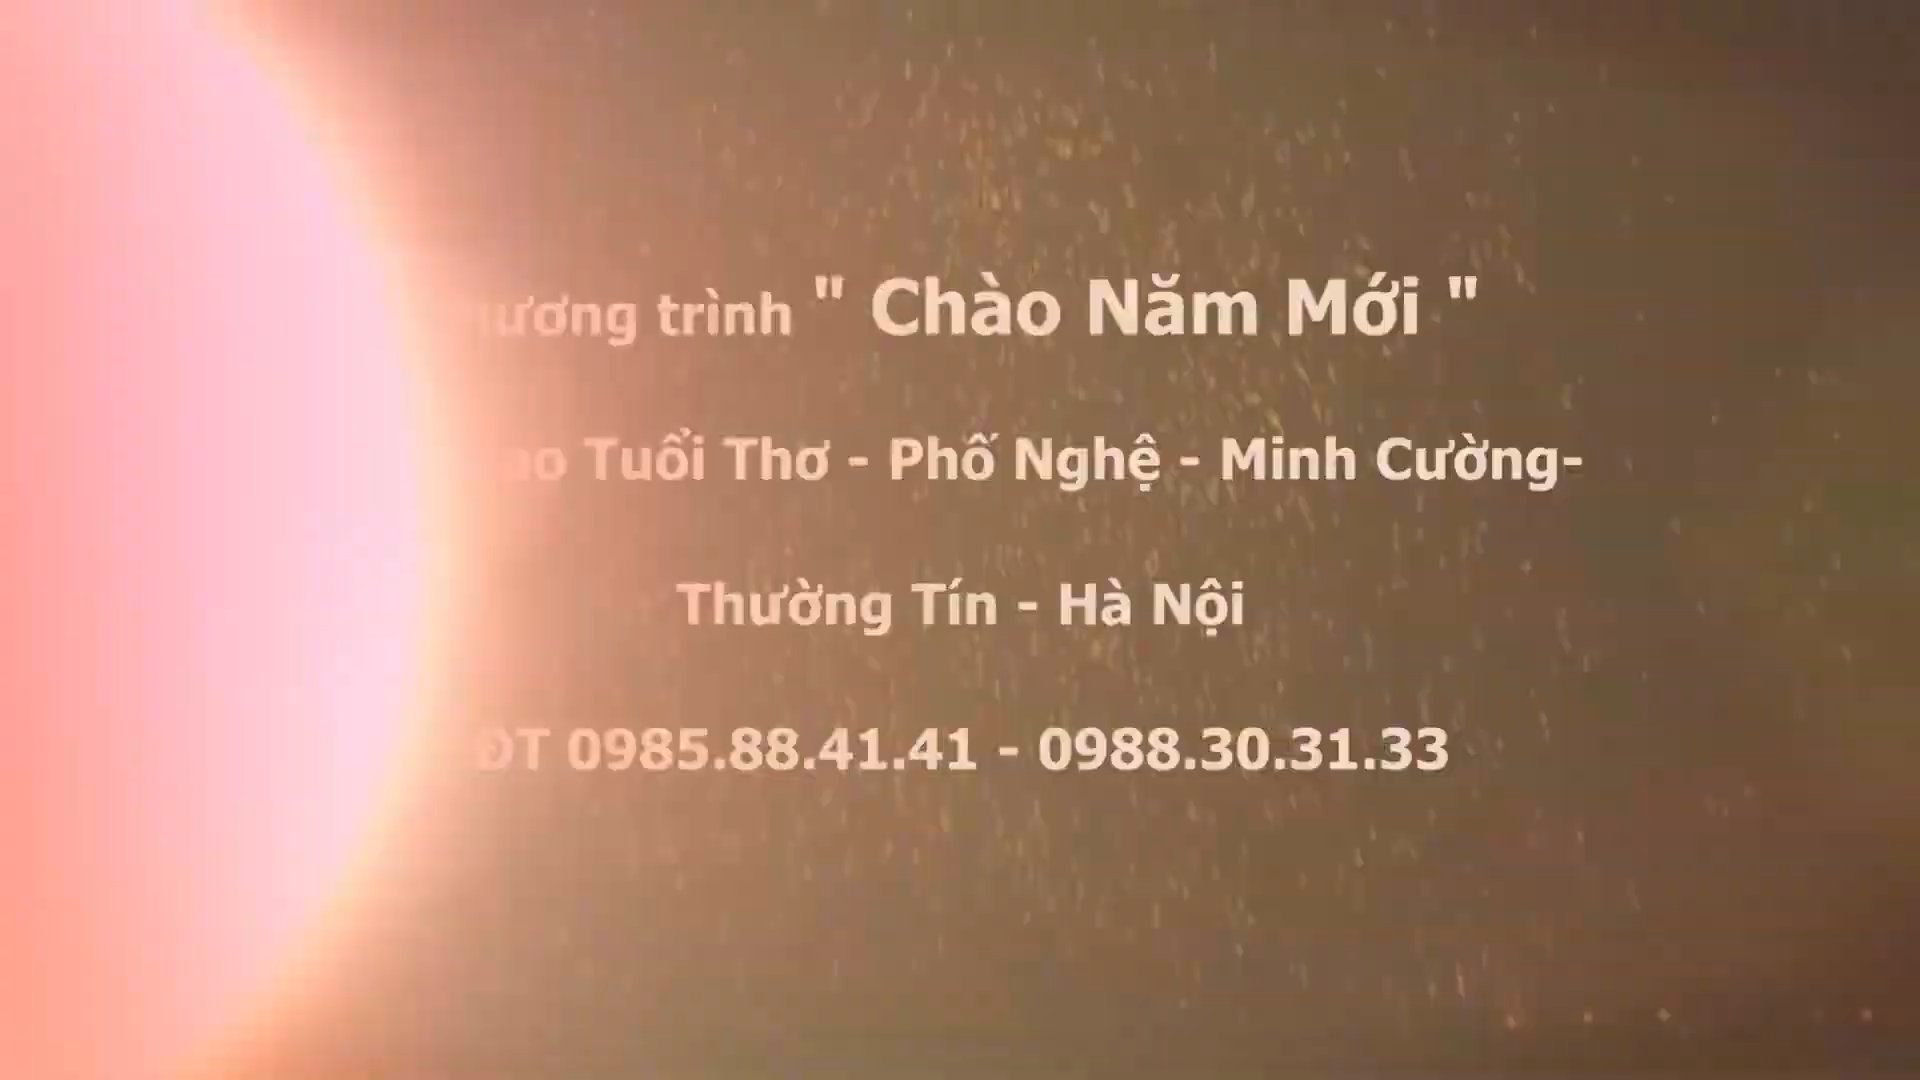 trình " Chào Năm Mới "
Tuổi Thơ - Phố Nghệ - Minh Cường-
Thường Tín - Hà Nội
ĐT 0985.88.41.41 - 0988.30.31.33